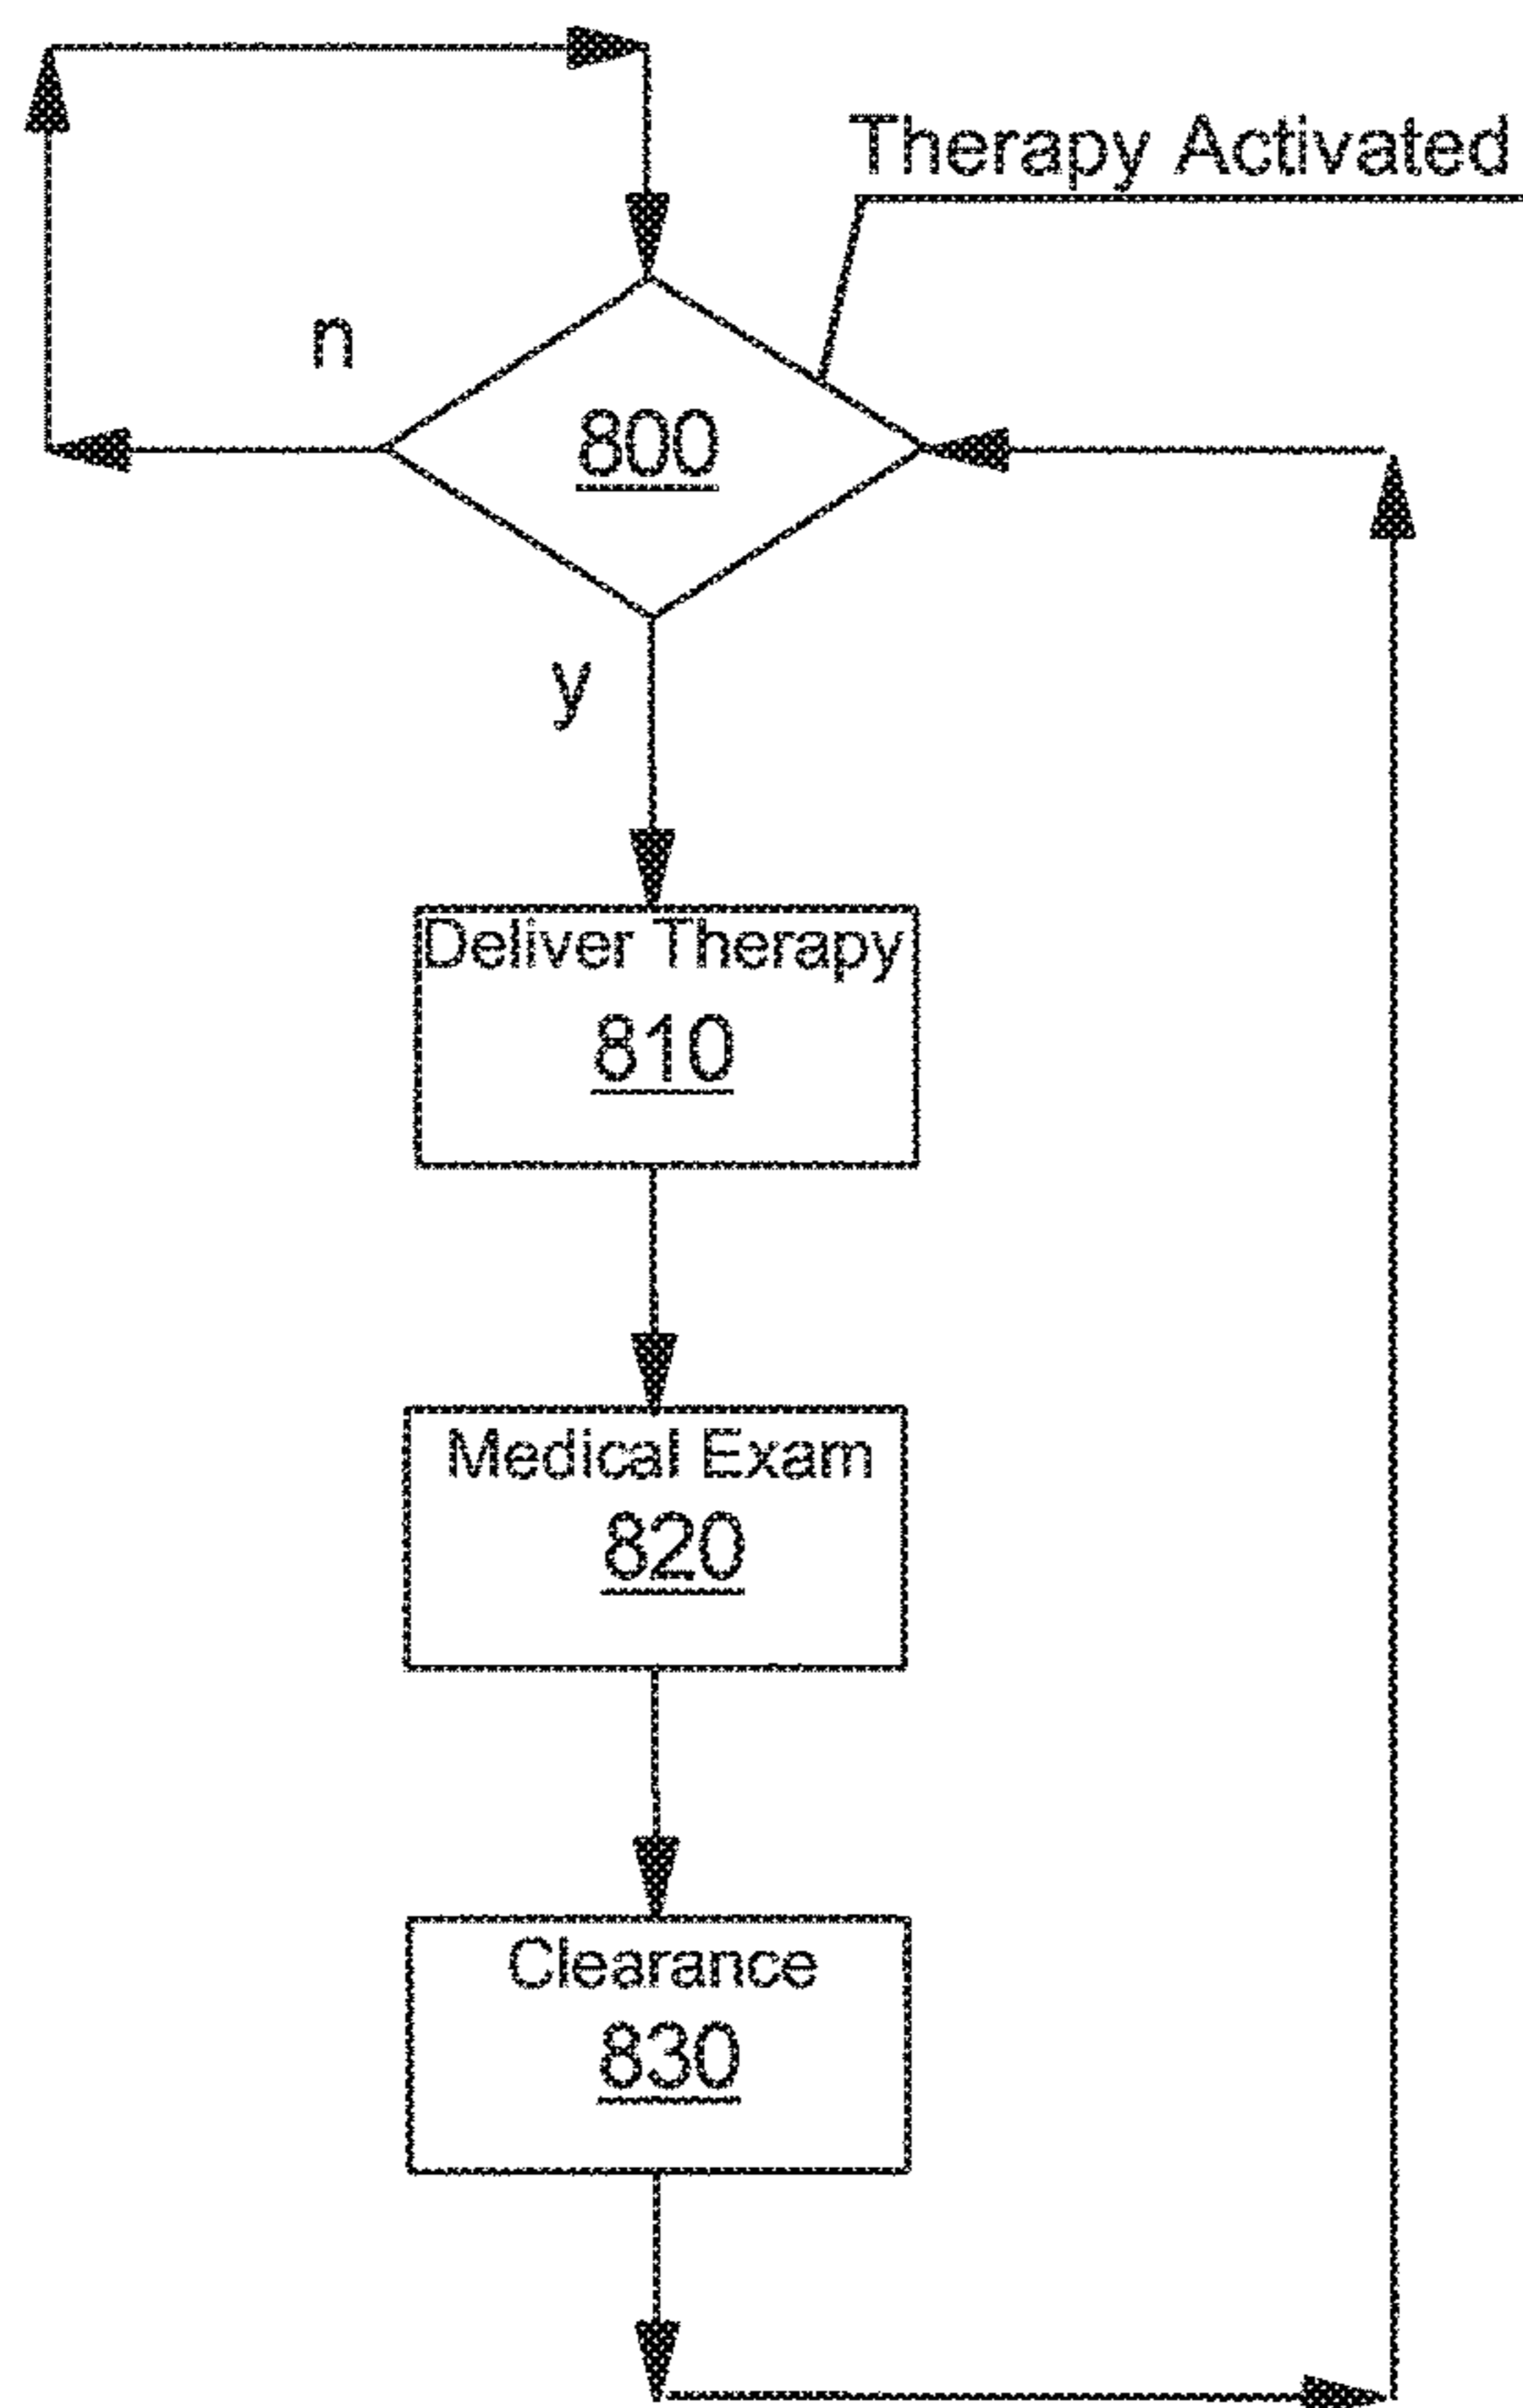 Therapy Activated
n
800
y
Deliver Therapy
810
Medical Exam
820
Clearance
830